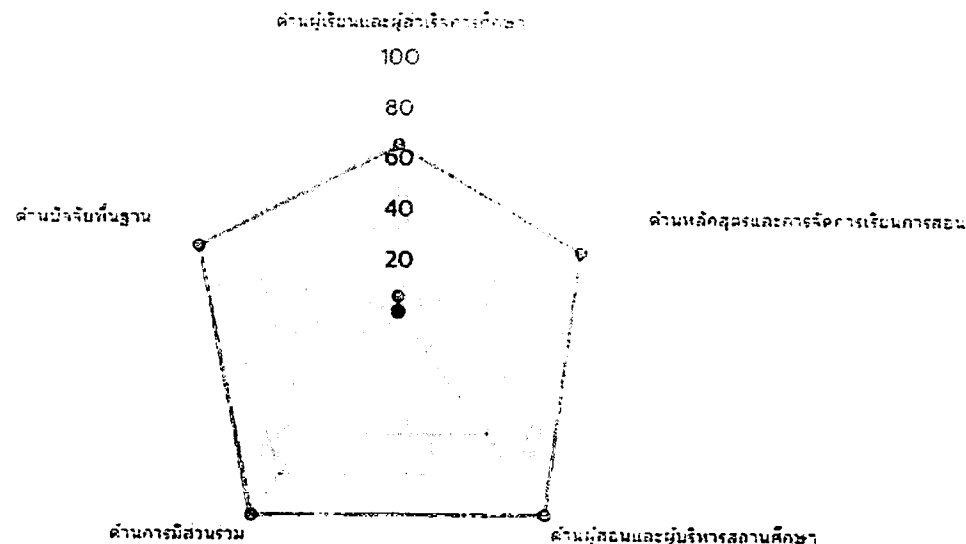 ด้านผู้เรียนและผู้สำเร็จการศึกษา
100
80
60
40
20
ด้านปัจจัยพื้นฐาน
ด้านหลักสูตรและการจัดการเรียนการสอน
ด้านการมีส่วนร่วม
ด้านผู้สอนและผู้บริหารสถานศึกษา